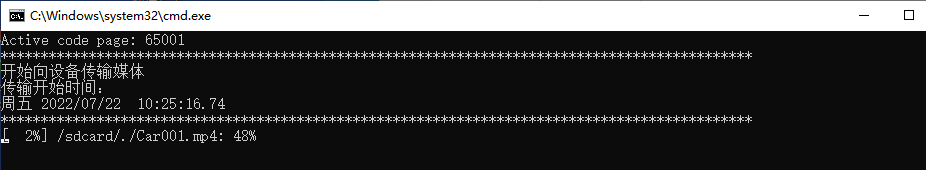 C:\Windows\system32\cmd.exe
Active code page: 65001
*********************************************************************************************
开始向设备传输媒体
传输开始时间:
周五 2022/07/22  10:25:16.74
*********************************************************************************************
[  2%] /sdcard/./Car001.mp4: 48%